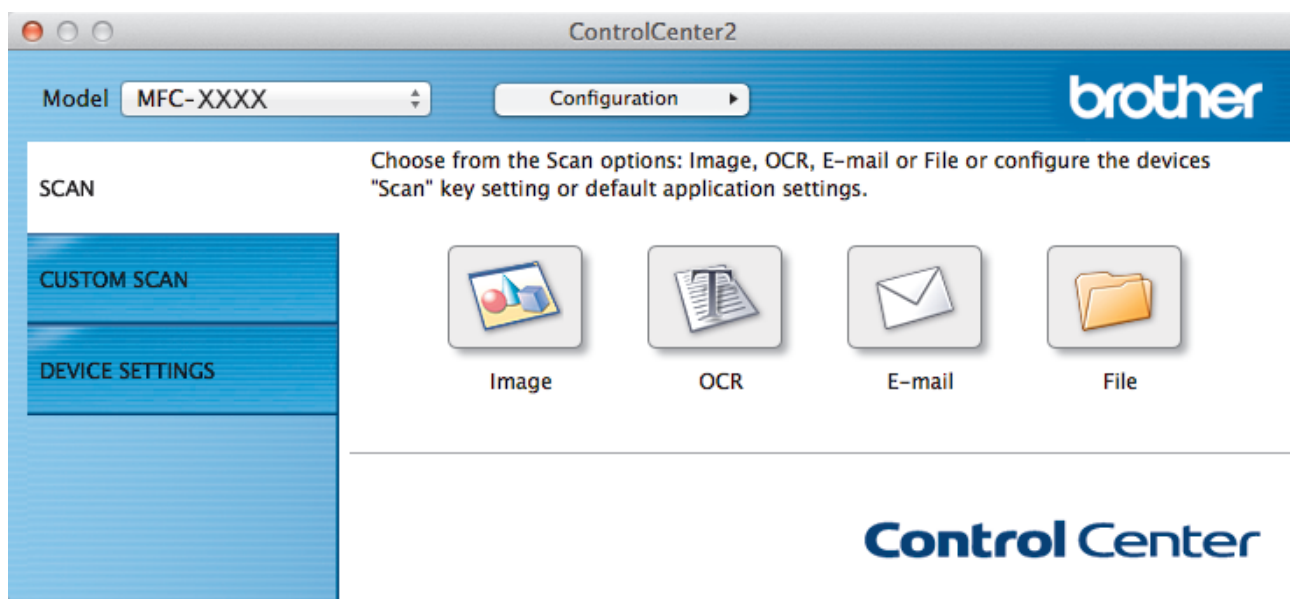 ControlCenter2
Model MFC-XXXX Configuration brother
SCAN
Choose from the Scan options: Image, OCR, E-mail or File or configure the devices
"Scan" key setting or default application settings.
CUSTOM SCAN
DEVICE SETTINGS
Image OCR E-mail File
Control Center